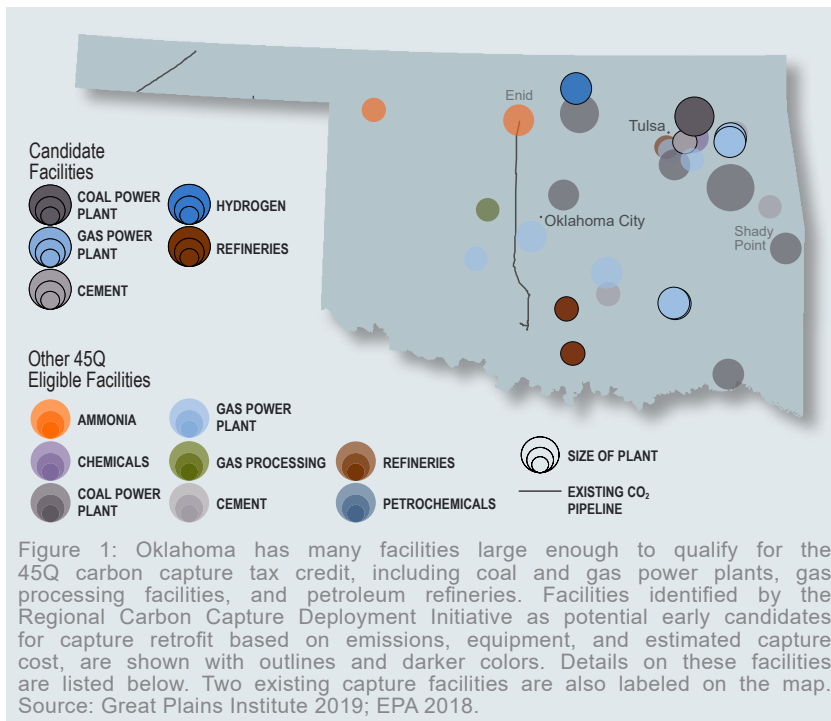 Enid
Tulsa
Oklahoma City
Shady
Point
Candidate
Facilities
COAL POWER
PLANT
HYDROGEN
GAS POWER
PLANT
REFINERIES
CEMENT
Other 45Q
Eligible Facilities
AMMONIA
GAS POWER
PLANT
CHEMICALS
GAS PROCESSING
REFINERIES
COAL POWER
PLANT
CEMENT
PETROCHEMICALS
SIZE OF PLANT
EXISTING CO₂
PIPELINE
Figure 1: Oklahoma has many facilities large enough to qualify for the
45Q carbon capture tax credit, including coal and gas power plants, gas
processing facilities, and petroleum refineries. Facilities identified by the
Regional Carbon Capture Deployment Initiative as potential early candidates
for capture retrofit based on emissions, equipment, and estimated capture
cost, are shown with outlines and darker colors. Details on these facilities
are listed below. Two existing capture facilities are also labeled on the map.
Source: Great Plains Institute 2019; EPA 2018.